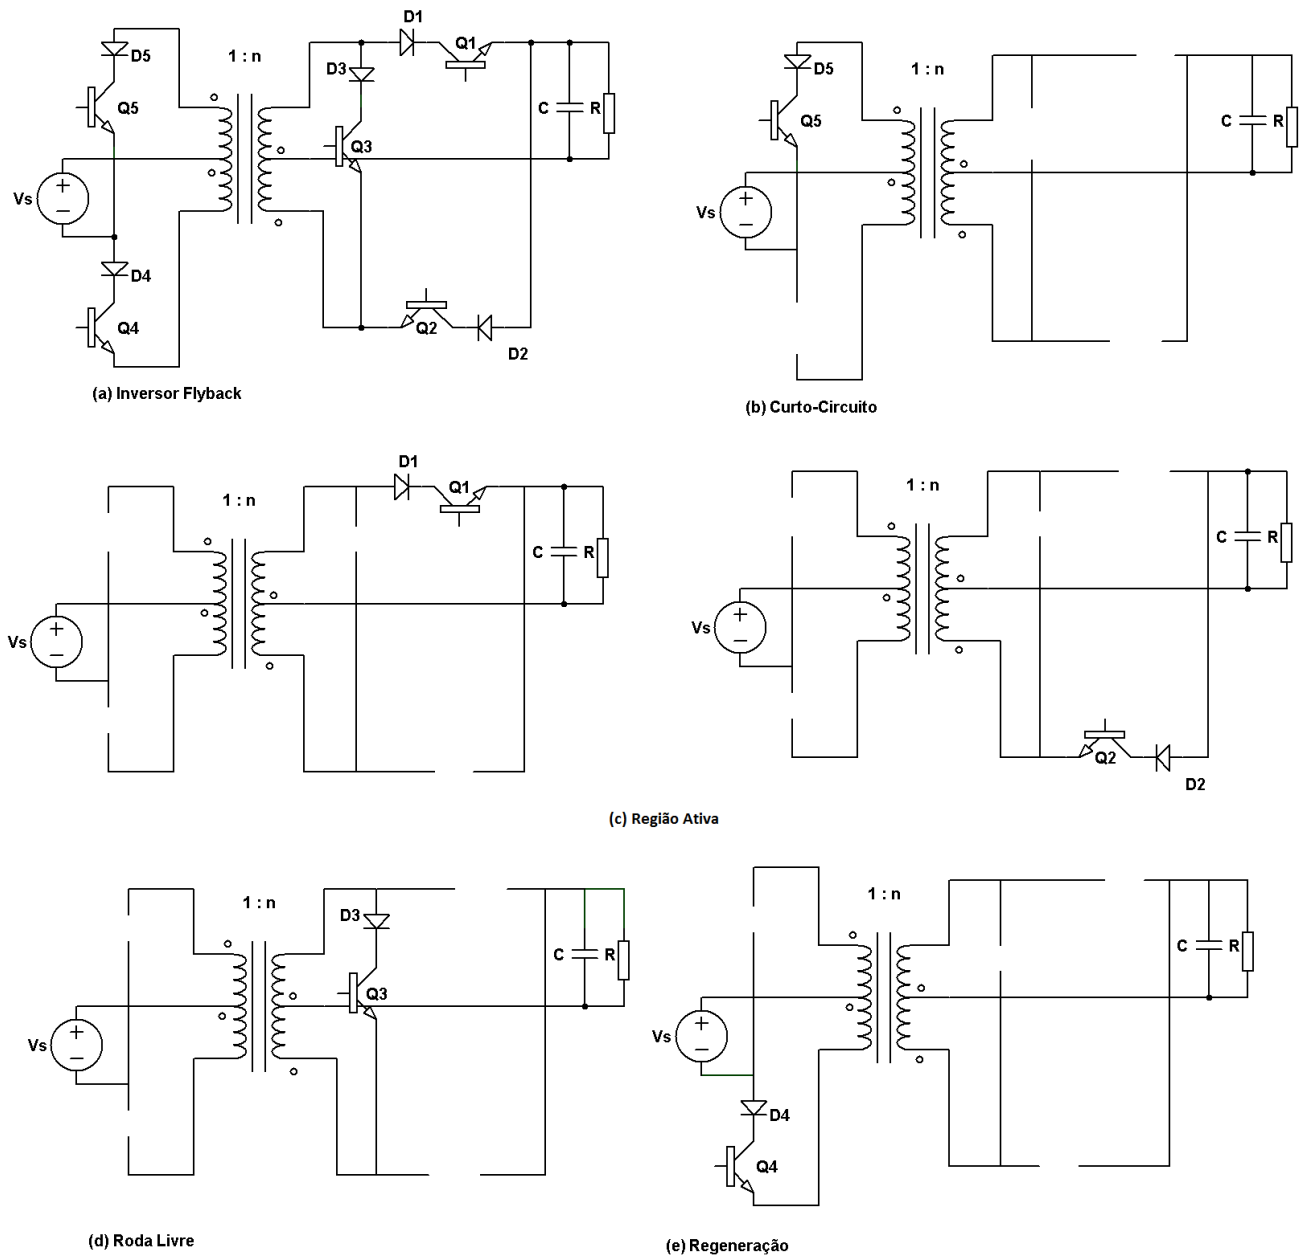 D1
1 : n
Q1
D5
D3
Q5
C
R
Q3
Vs
+
−
D4
Q4
Q2
D2
(a) Inversor Flyback
D5
1 : n
Q5
C
R
Vs
+
−
(b) Curto-Circuito
D1
1 : n
Q1
C
R
Vs
+
−
1 : n
C
R
Vs
+
−
Q2
D2
(c) Região Ativa
1 : n
D3
C
R
Q3
Vs
+
−
(d) Roda Livre
1 : n
C
R
Vs
+
−
D4
Q4
(e) Regeneração